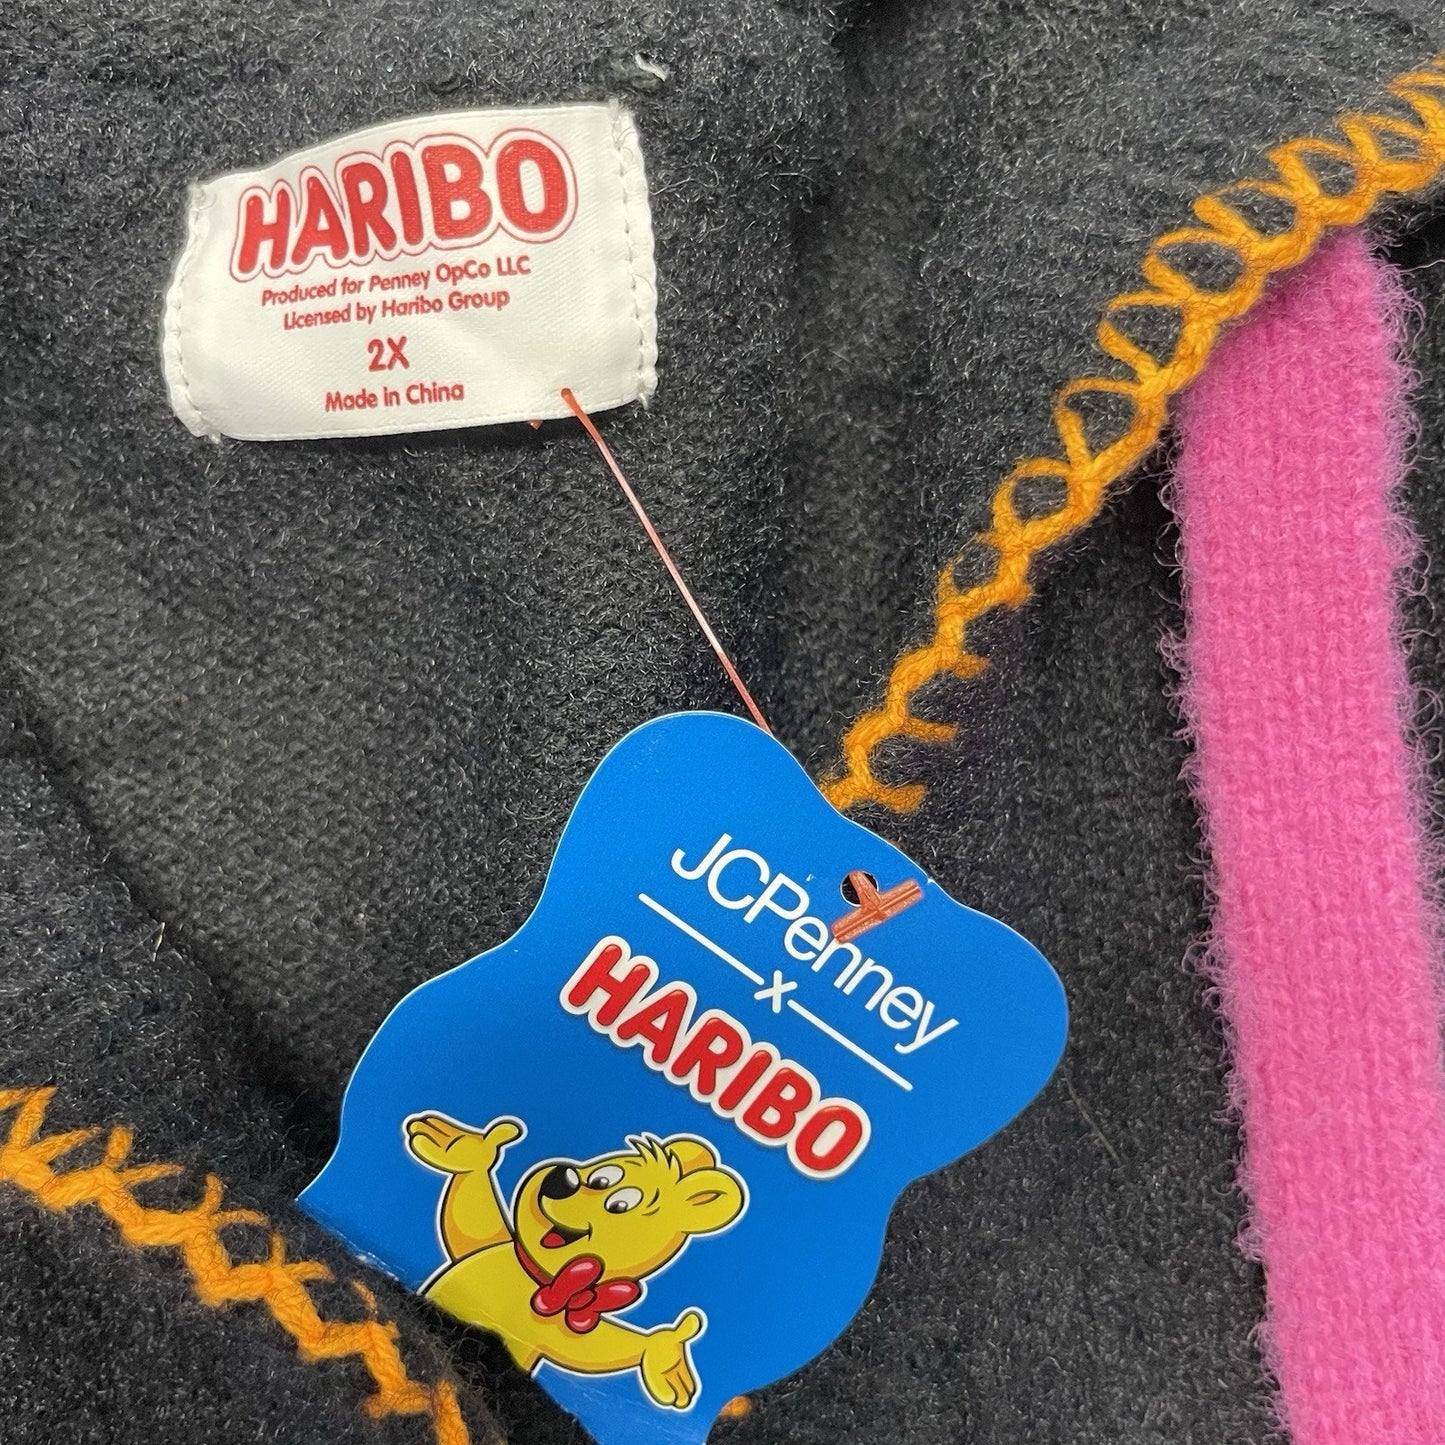 HARIBO
Produced for Penney OpCo LLC
Licensed by Haribo Group
2X
Made in China
JCPenney
x
HARIBO